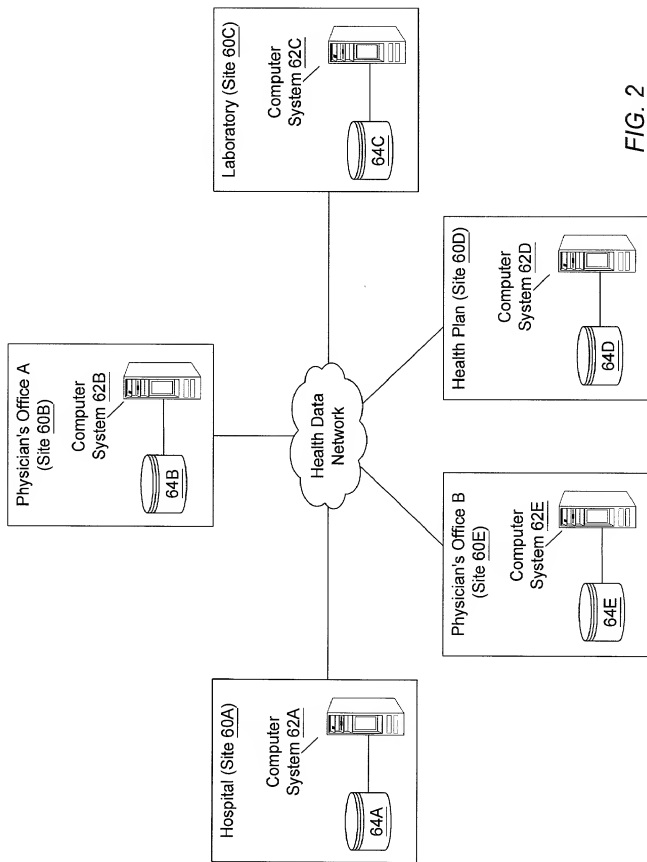 Physician's Office A
(Site 60B)
Computer
System 62B
64B
Hospital (Site 60A)
Computer
System 62A
64A
Health Data
Network
Laboratory (Site 60C)
Computer
System 62C
64C
Physician's Office B
(Site 60E)
Computer
System 62E
64E
Health Plan (Site 60D)
Computer
System 62D
64D
FIG. 2